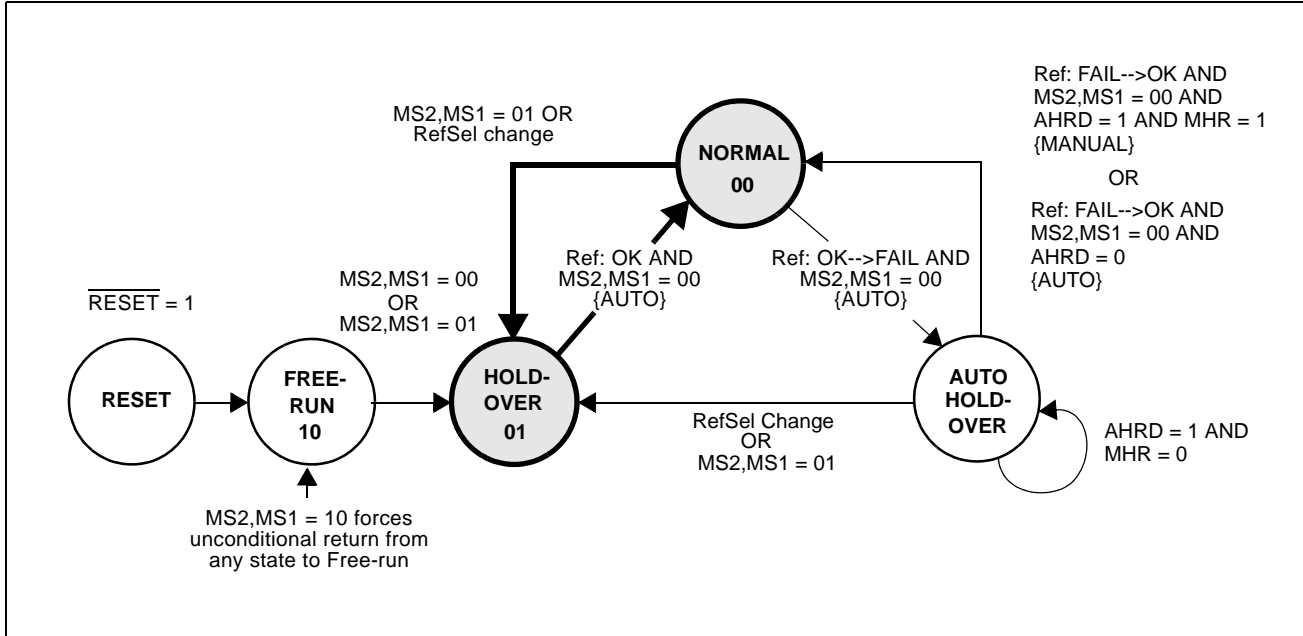 Ref: FAIL-->OK AND
MS2,MS1 = 00 AND
AHRD = 1 AND MHR = 1
{MANUAL}
OR
Ref: FAIL-->OK AND
MS2,MS1 = 00 AND
AHRD = 0
{AUTO}
MS2,MS1 = 01 OR
RefSel change
NORMAL
00
Ref: OK AND
MS2,MS1 = 00
{AUTO}
Ref: OK-->FAIL AND
MS2,MS1 = 00
{AUTO}
MS2,MS1 = 00
OR
MS2,MS1 = 01
RESET = 1
RESET
FREE-
RUN
10
HOLD-
OVER
01
AUTO
HOLD-
OVER
RefSel Change
OR
MS2,MS1 = 01
AHRD = 1 AND
MHR = 0
MS2,MS1 = 10 forces
unconditional return from
any state to Free-run